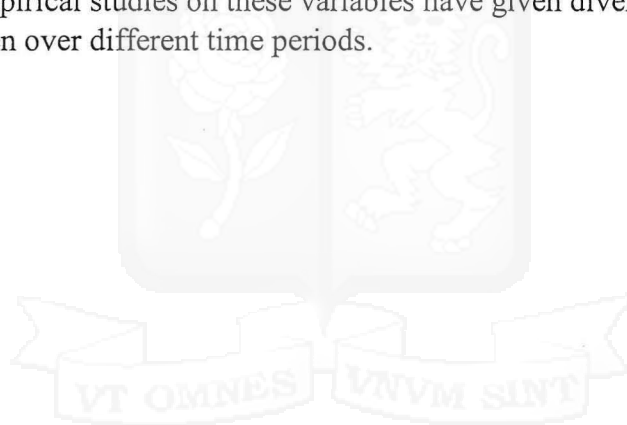 pirical studies on these variables have given dive
n over different time periods.
VT OMNES VNVM SINT